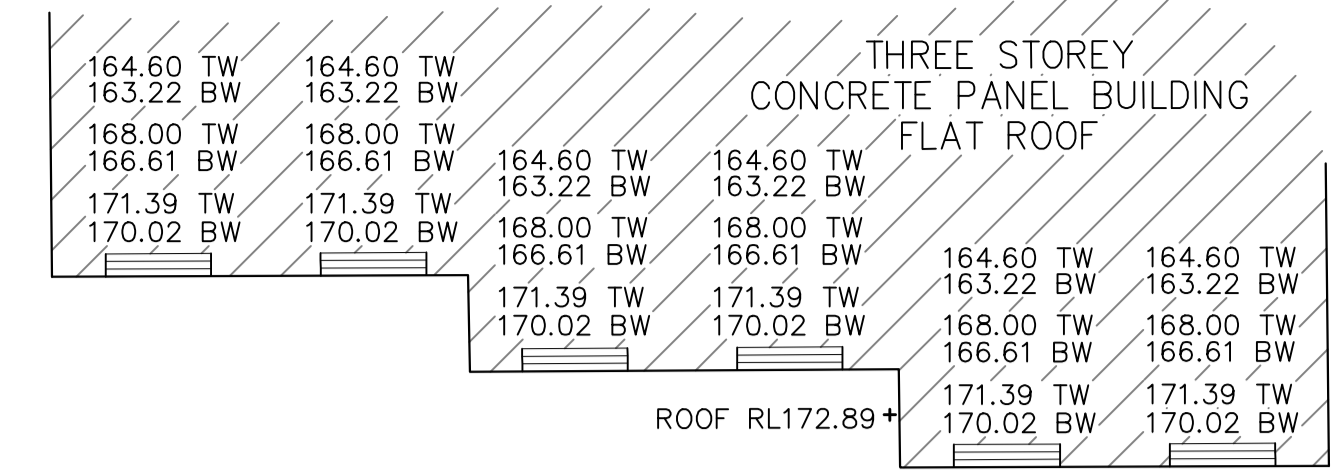 THREE STOREY
CONCRETE PANEL BUILDING
FLAT ROOF
164.60 TW
163.22 BW
168.00 TW
166.61 BW
171.39 TW
170.02 BW
164.60 TW
163.22 BW
168.00 TW
166.61 BW
171.39 TW
170.02 BW
164.60 TW
163.22 BW
168.00 TW
166.61 BW
171.39 TW
170.02 BW
164.60 TW
163.22 BW
168.00 TW
166.61 BW
171.39 TW
170.02 BW
164.60 TW
163.22 BW
168.00 TW
166.61 BW
171.39 TW
170.02 BW
164.60 TW
163.22 BW
168.00 TW
166.61 BW
171.39 TW
170.02 BW
ROOF RL172.89